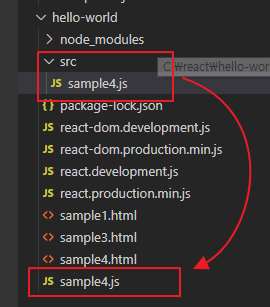 hello-world
node_modules
src
C:₩react₩hello-wor
JS sample4.js
{} package-lock.json
JS react-dom.development.js
JS react-dom.production.min.js
JS react.development.js
JS react.production.min.js
<> sample1.html
<> sample3.html
<> sample4.html
JS sample4.js